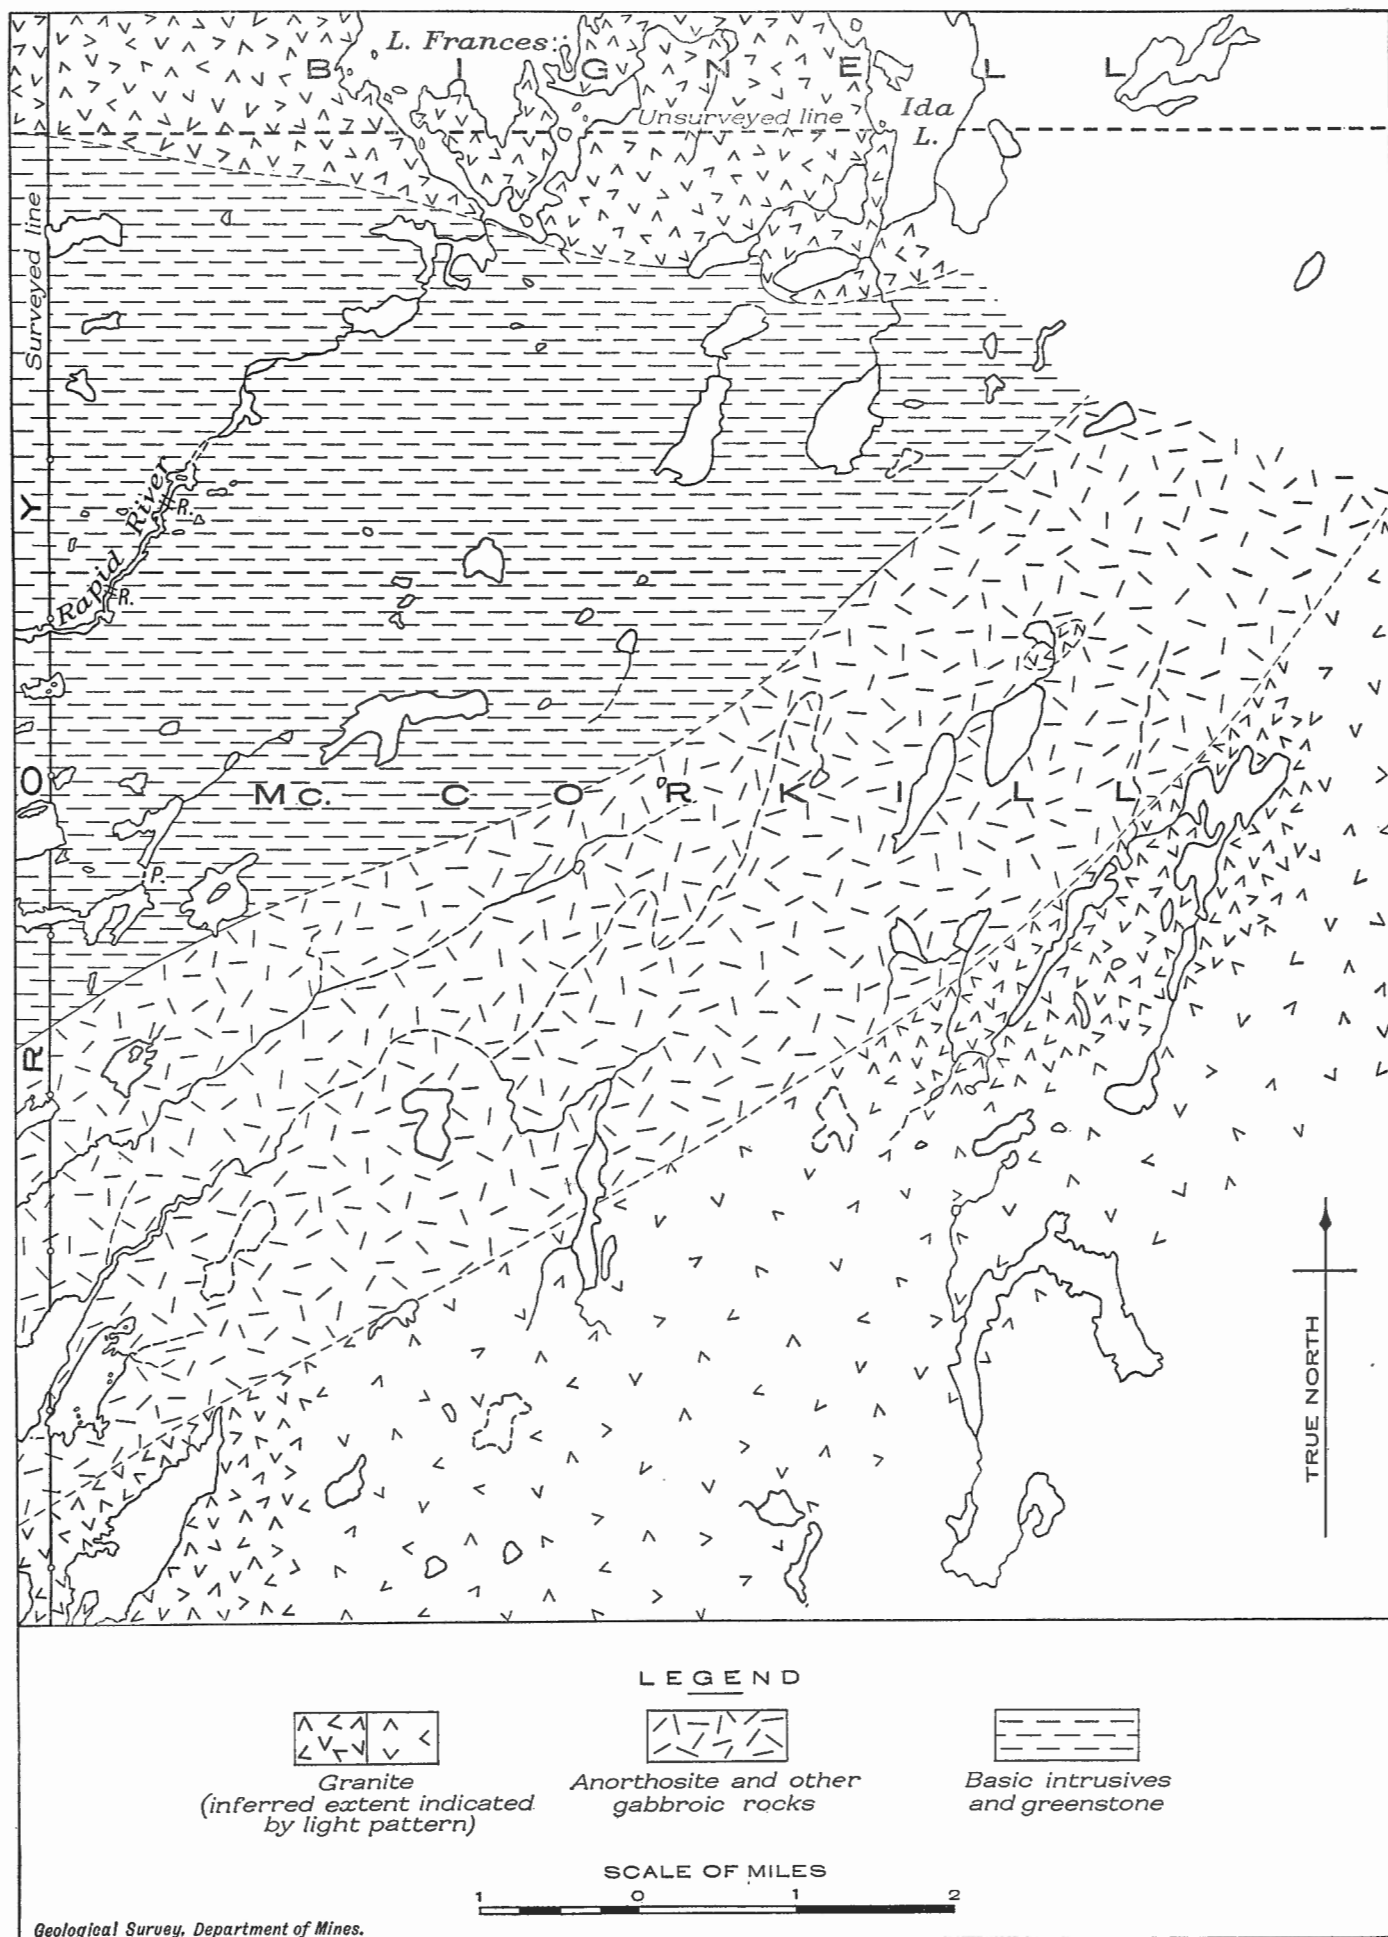 L. Frances
B I G N E L L
Unsurveyed line
Ida
L.
Surveyed line
R O Y
Rapid River
R.
R.
Mc. C O R K I L L
P.
TRUE NORTH
LEGEND
Granite
(inferred extent indicated
by light pattern)
Anorthosite and other
gabbroic rocks
Basic intrusives
and greenstone
SCALE OF MILES
1 0 1 2
Geological Survey, Department of Mines.